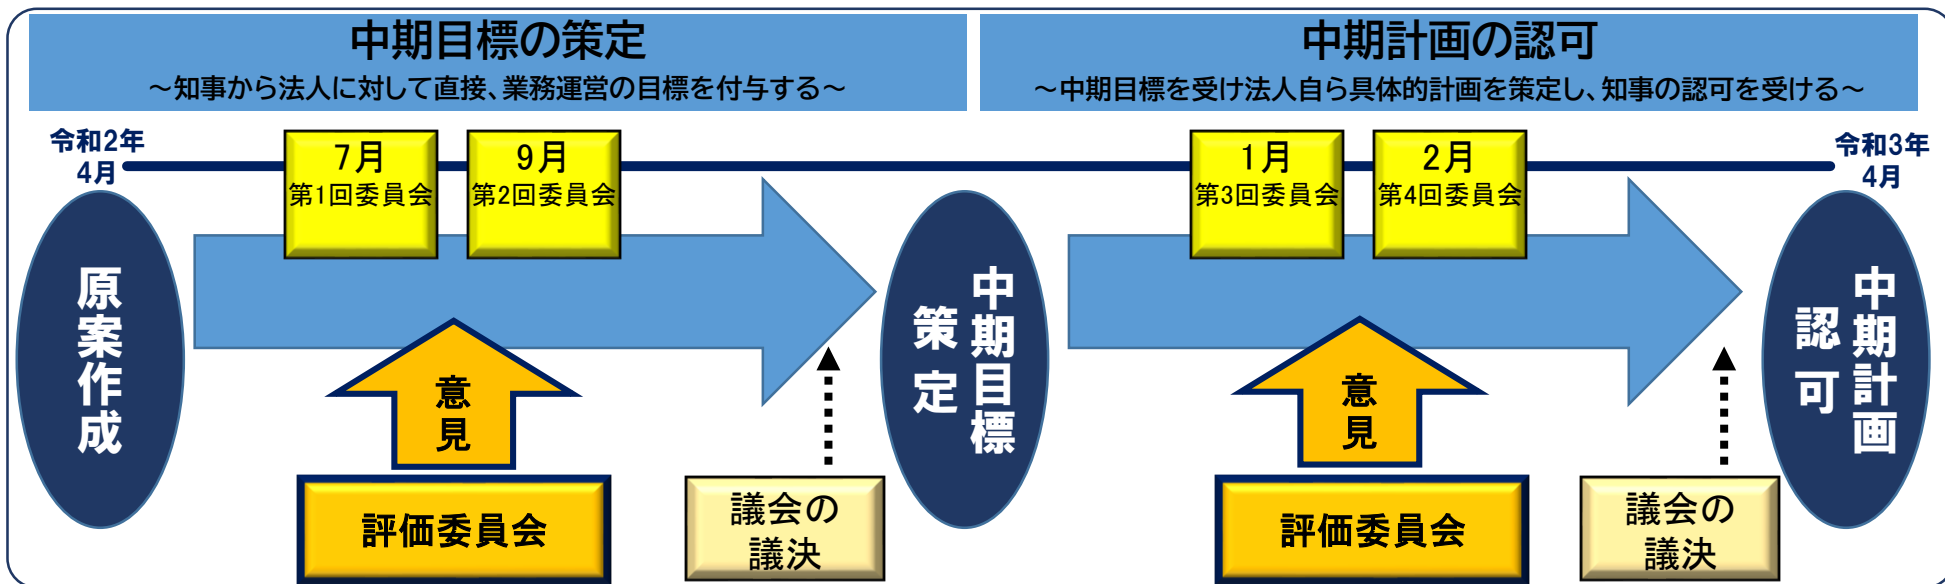 中期目標の策定
～知事から法人に対して直接、業務運営の目標を付与する～
中期計画の認可
～中期目標を受け法人自ら具体的計画を策定し、知事の認可を受ける～
令和2年
4月
7月
第1回委員会
9月
第2回委員会
1月
第3回委員会
2月
第4回委員会
令和3年
4月
原案作成
意見
評価委員会
議会の
議決
中期目標
策定
意見
評価委員会
議会の
議決
中期計画
認可